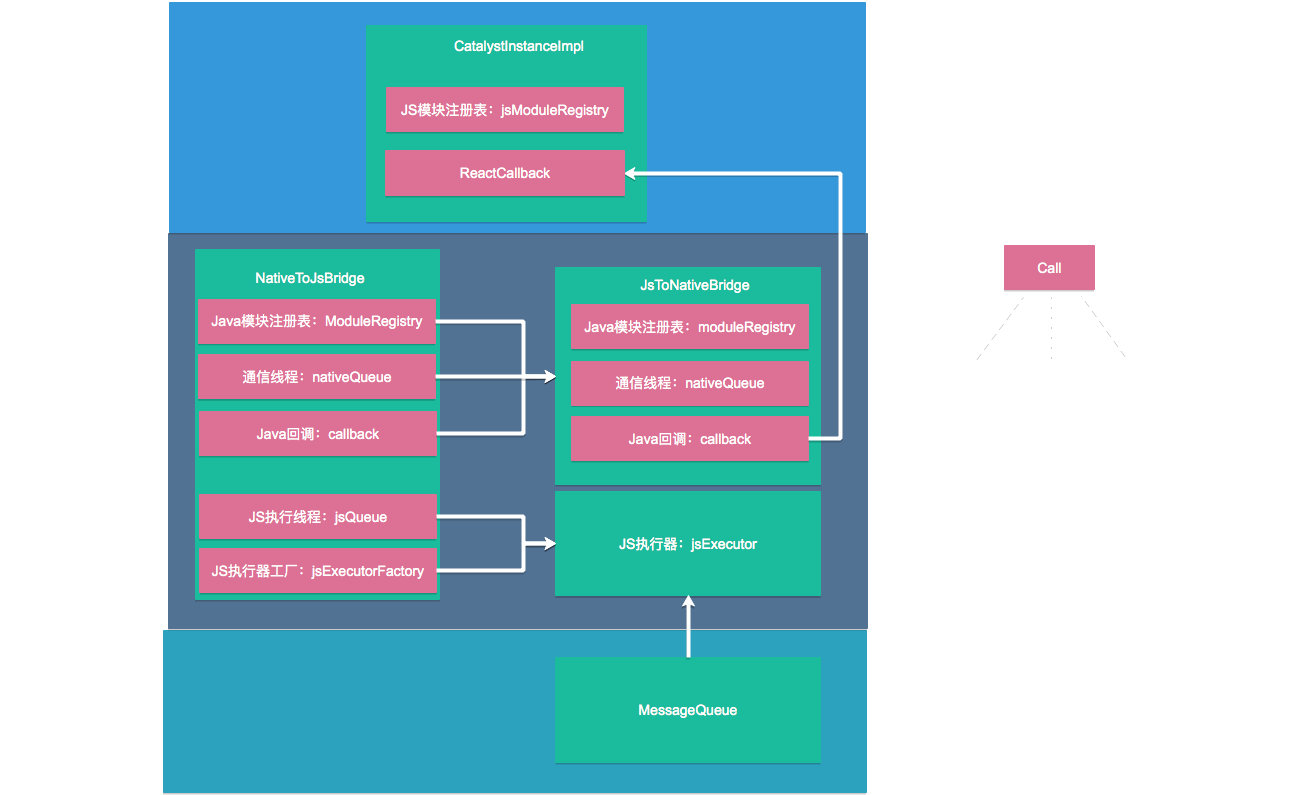 CatalystInstanceImpl
JS模块注册表：jsModuleRegistry
ReactCallback
NativeToJsBridge
Java模块注册表：ModuleRegistry
通信线程：nativeQueue
Java回调：callback
JS执行线程：jsQueue
JS执行器工厂：jsExecutorFactory
JsToNativeBridge
Java模块注册表：moduleRegistry
通信线程：nativeQueue
Java回调：callback
JS执行器：jsExecutor
MessageQueue
Call